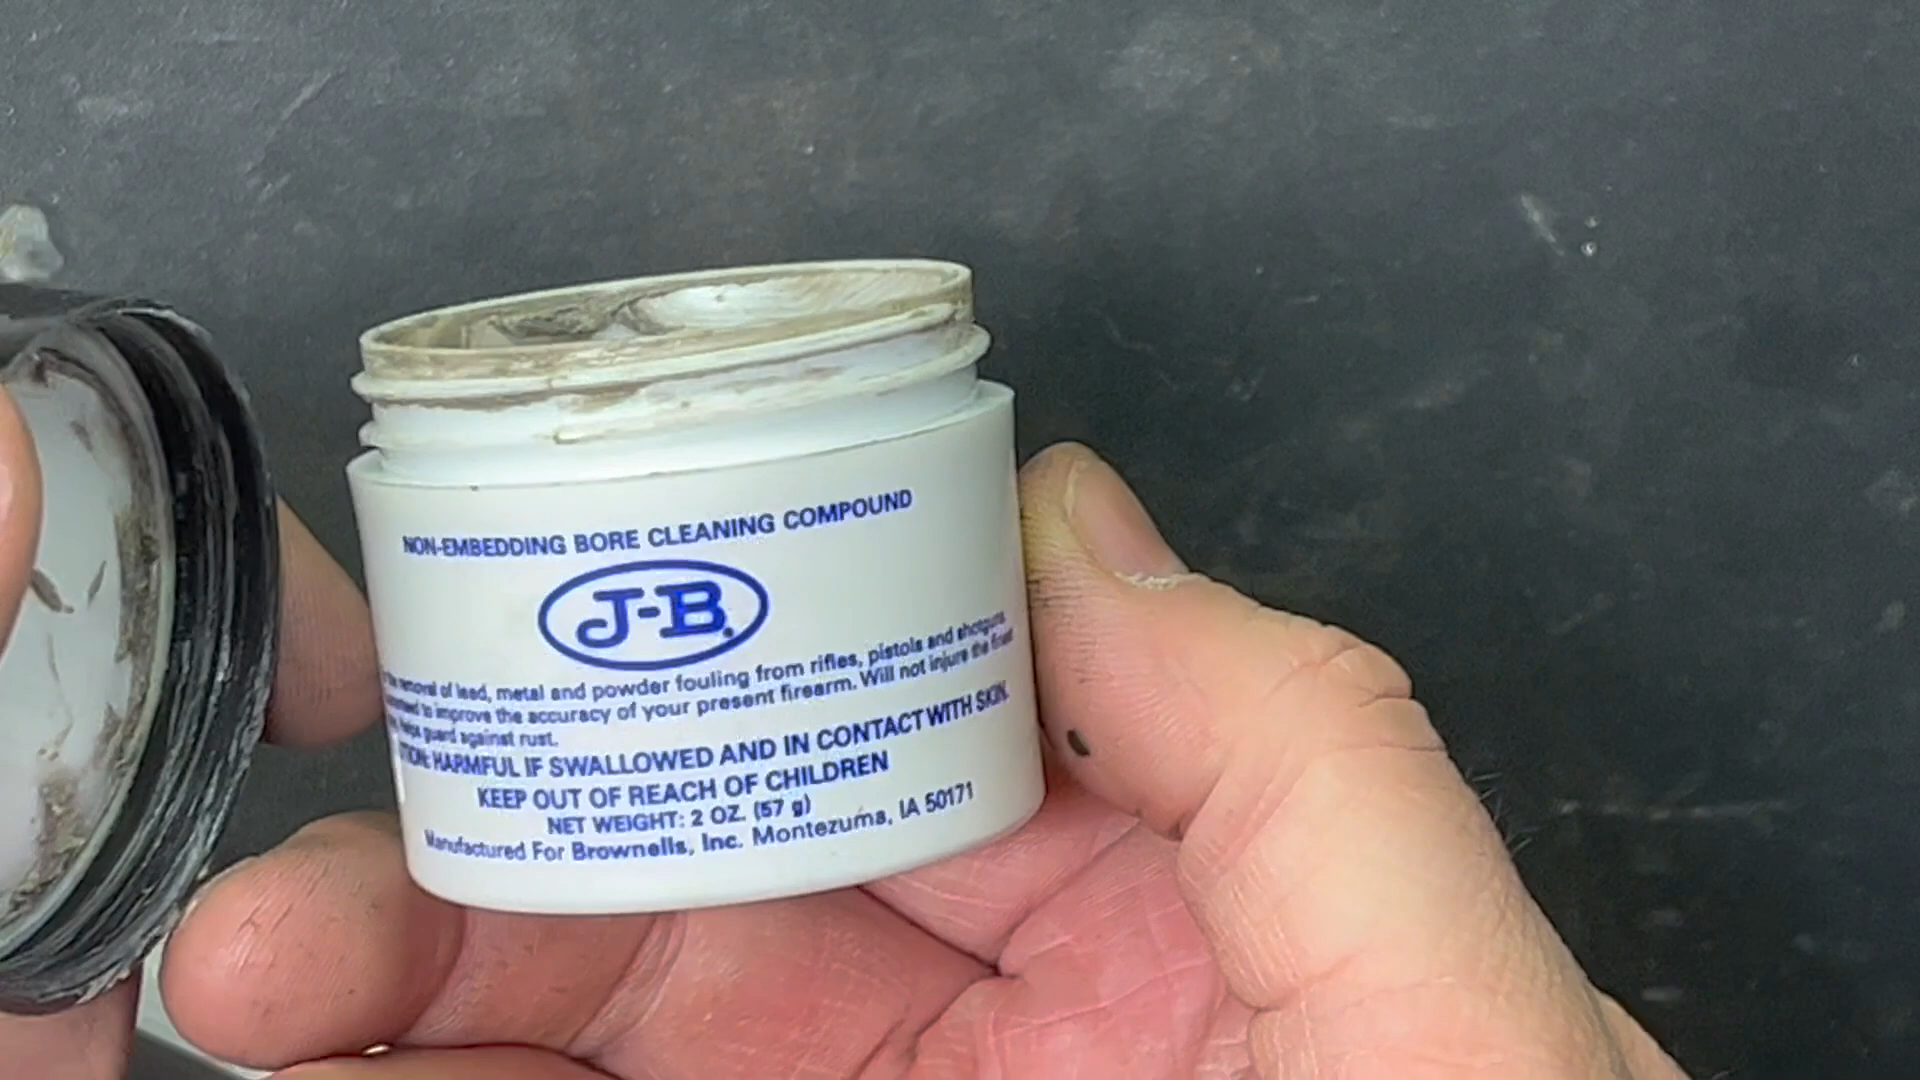 NON-EMBEDDING BORE CLEANING COMPOUND
J-B®
removal of lead, metal and powder fouling from rifles, pistols and shotguns
to improve the accuracy of your present firearm. Will not injure the finest
helps guard against rust.
HARMFUL IF SWALLOWED AND IN CONTACT WITH SKIN.
KEEP OUT OF REACH OF CHILDREN
NET WEIGHT: 2 OZ. (57 g)
Manufactured For Brownells, Inc. Montezuma, IA 50171